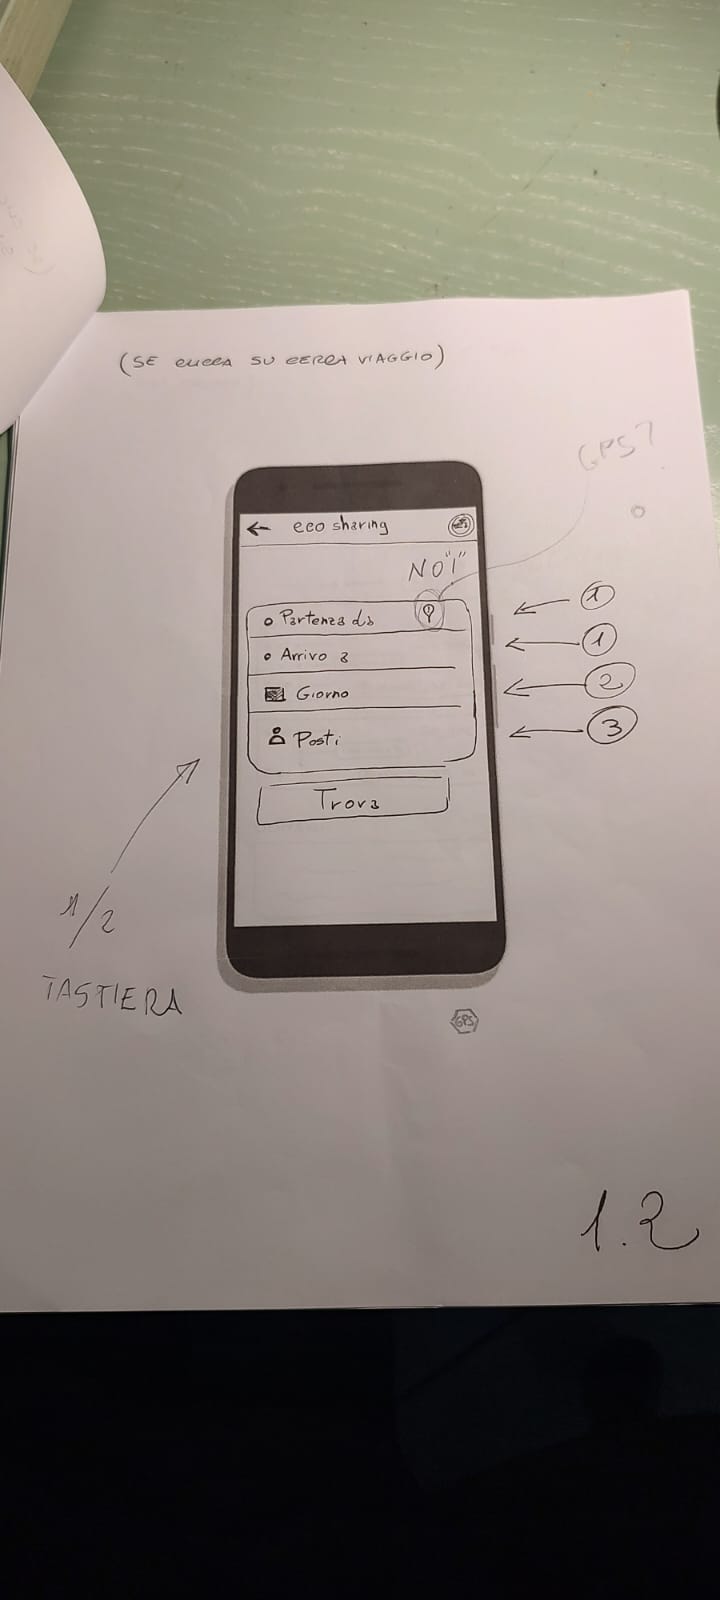 (SE CLICCA SU CERCA VIAGGIO)
GPS?
← eco sharing
NO "I"
Partenza da
1
Arrivo a
1
Giorno
2
Posti
3
Trova
1/2
TASTIERA
GPS
1.2